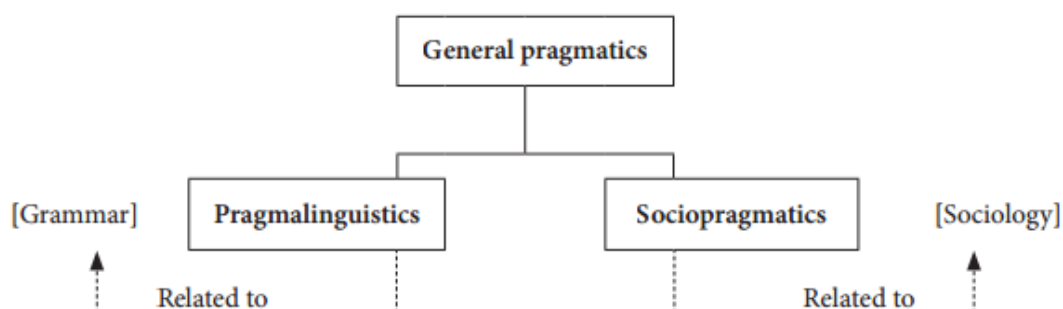 General pragmatics
[Grammar] Pragmalinguistics Sociopragmatics [Sociology]
Related to Related to